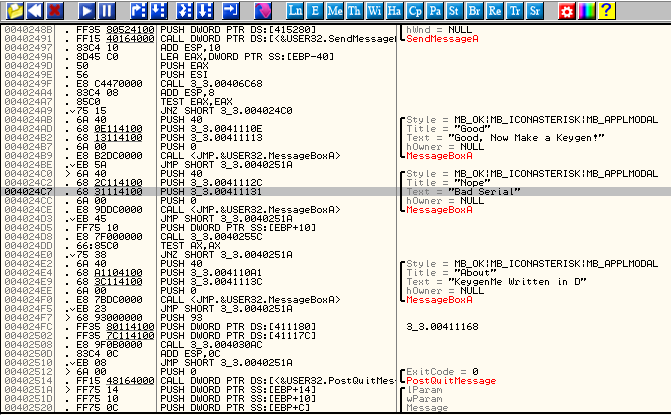 Ln E Me Th Wi Ha Cp Pa St Br Re Tr Sr ?
0040248B . FF35 80524100 PUSH DWORD PTR DS:[415280] hWnd = NULL
00402491 . FF15 40164000 CALL DWORD PTR DS:[<&USER32.SendMessageA SendMessageA
00402497 . 83C4 10 ADD ESP,10
0040249A . 8D45 C0 LEA EAX,DWORD PTR SS:[EBP-40]
0040249D . 50 PUSH EAX
0040249E . 56 PUSH ESI
0040249F . E8 C4470000 CALL 3_3.00406C68
004024A4 . 83C4 08 ADD ESP,8
004024A7 . 85C0 TEST EAX,EAX
004024A9 .v75 15 JNZ SHORT 3_3.004024C0
004024AB . 6A 40 PUSH 40 Style = MB_OK|MB_ICONASTERISK|MB_APPLMODAL
004024AD . 68 0E114100 PUSH 3_3.0041110E Title = "Good"
004024B2 . 68 13114100 PUSH 3_3.00411113 Text = "Good, Now Make a Keygen!"
004024B7 . 6A 00 PUSH 0 hOwner = NULL
004024B9 . E8 B2DC0000 CALL <JMP.&USER32.MessageBoxA> MessageBoxA
004024BE .vEB 5A JMP SHORT 3_3.0040251A
004024C0 > 6A 40 PUSH 40 Style = MB_OK|MB_ICONASTERISK|MB_APPLMODAL
004024C2 . 68 2C114100 PUSH 3_3.0041112C Title = "Nope"
004024C7 . 68 31114100 PUSH 3_3.00411131 Text = "Bad Serial"
004024CC . 6A 00 PUSH 0 hOwner = NULL
004024CE . E8 9DDC0000 CALL <JMP.&USER32.MessageBoxA> MessageBoxA
004024D3 .vEB 45 JMP SHORT 3_3.0040251A
004024D5 . FF75 10 PUSH DWORD PTR SS:[EBP+10]
004024D8 . E8 7F000000 CALL 3_3.0040255C
004024DD . 66:85C0 TEST AX,AX
004024E0 .v75 38 JNZ SHORT 3_3.0040251A
004024E2 . 6A 40 PUSH 40 Style = MB_OK|MB_ICONASTERISK|MB_APPLMODAL
004024E4 . 68 A1104100 PUSH 3_3.004110A1 Title = "About"
004024E9 . 68 3C114100 PUSH 3_3.0041113C Text = "KeygenMe Written in D"
004024EE . 6A 00 PUSH 0 hOwner = NULL
004024F0 . E8 7BDC0000 CALL <JMP.&USER32.MessageBoxA> MessageBoxA
004024F5 .vEB 23 JMP SHORT 3_3.0040251A
004024F7 > 68 93000000 PUSH 93
004024FC . FF35 80114100 PUSH DWORD PTR DS:[411180] 3_3.00411168
00402502 . FF35 7C114100 PUSH DWORD PTR DS:[41117C]
00402508 . E8 9F0B0000 CALL 3_3.004030AC
0040250D . 83C4 0C ADD ESP,0C
00402510 .vEB 08 JMP SHORT 3_3.0040251A
00402512 > 6A 00 PUSH 0 ExitCode = 0
00402514 . FF15 48164000 CALL DWORD PTR DS:[<&USER32.PostQuitMess PostQuitMessage
0040251A > FF75 14 PUSH DWORD PTR SS:[EBP+14] lParam
0040251D . FF75 10 PUSH DWORD PTR SS:[EBP+10] wParam
00402520 . FF75 0C PUSH DWORD PTR SS:[EBP+C] Message